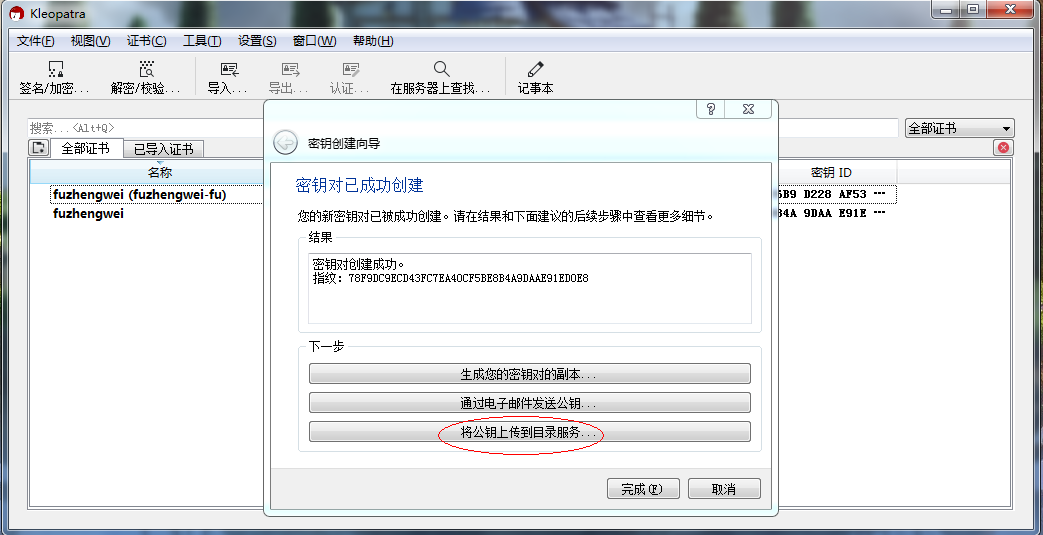 Kleopatra
文件(F) 视图(V) 证书(C) 工具(T) 设置(S) 窗口(W) 帮助(H)
签名/加密... 解密/校验... 导入... 导出... 认证... 在服务器上查找... 记事本
搜索...<Alt+Q> 全部证书
全部证书 已导入证书
名称 密钥 ID
fuzhengwei (fuzhengwei-fu) 5B9 D228 AF53 ...
fuzhengwei 34A 9DAA E91E ...
密钥创建向导
密钥对已成功创建
您的新密钥对已被成功创建。请在结果和下面建议的后续步骤中查看更多细节。
结果
密钥对创建成功。
指纹：78F9DC9ECD43FC7EA40CF5BE8B4A9DAAE91ED0E8
下一步
生成您的密钥对的副本...
通过电子邮件发送公钥...
将公钥上传到目录服务...
完成(F) 取消